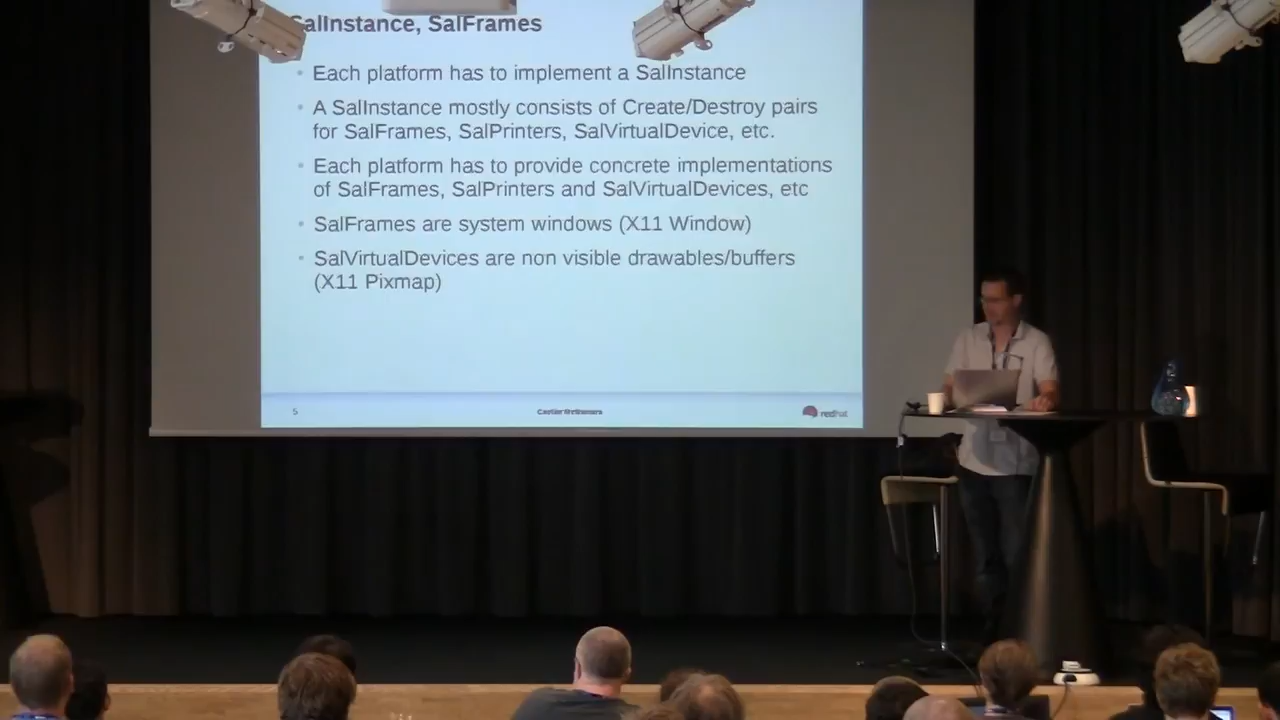 SalInstance, SalFrames
Each platform has to implement a SalInstance
A SalInstance mostly consists of Create/Destroy pairs
for SalFrames, SalPrinters, SalVirtualDevice, etc.
Each platform has to provide concrete implementations
of SalFrames, SalPrinters and SalVirtualDevices, etc
SalFrames are system windows (X11 Window)
SalVirtualDevices are non visible drawables/buffers
(X11 Pixmap)
5
redhat